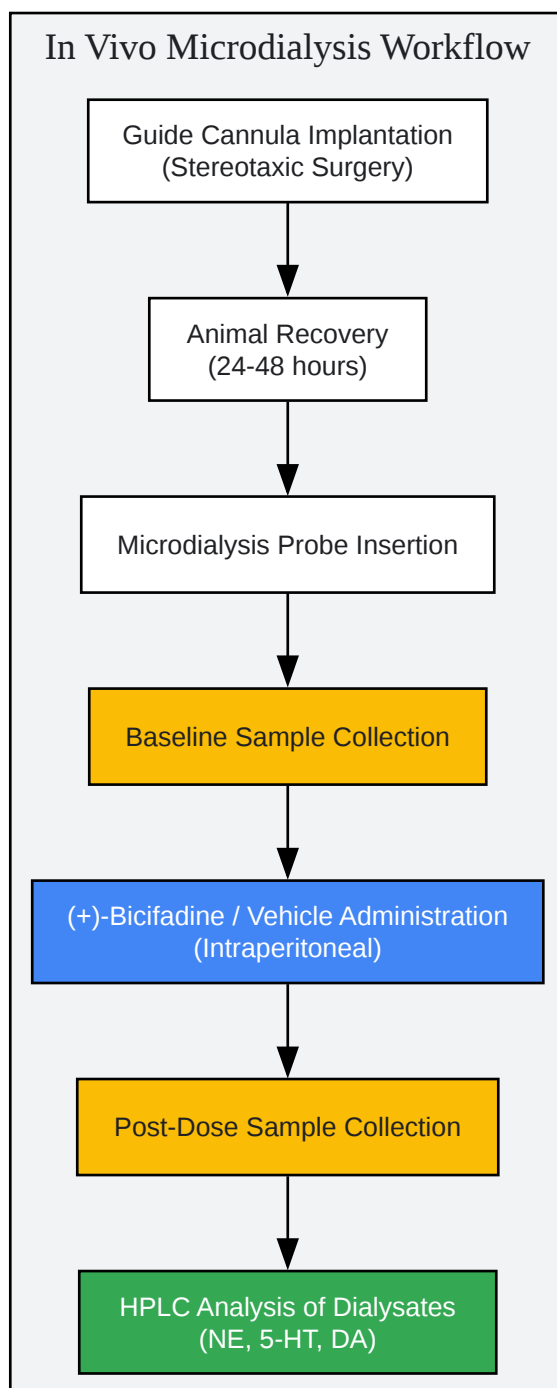 In Vivo Microdialysis Workflow
Guide Cannula Implantation
(Stereotaxic Surgery)
Animal Recovery
(24-48 hours)
Microdialysis Probe Insertion
Baseline Sample Collection
(+)-Bicifadine / Vehicle Administration
(Intraperitoneal)
Post-Dose Sample Collection
HPLC Analysis of Dialysates
(NE, 5-HT, DA)